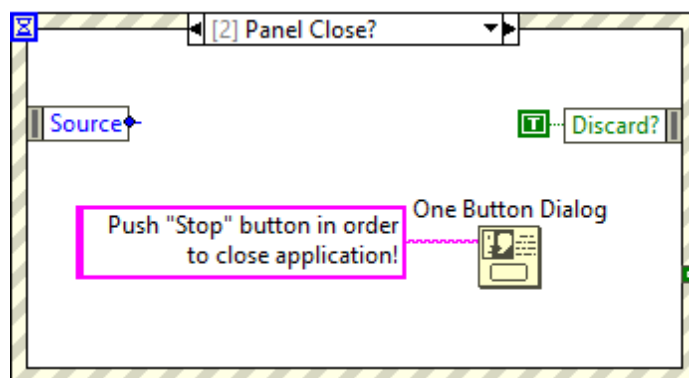 [2] Panel Close?
Source
T
Discard?
One Button Dialog
Push "Stop" button in order
to close application!